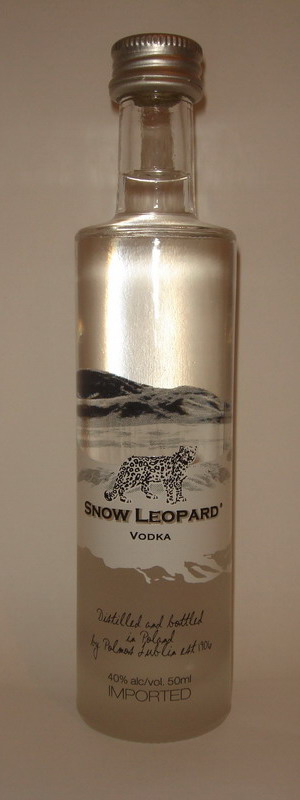 SNOW LEOPARD®
VODKA
Distilled and bottled
in Poland
by Polmos Lublin est 1906
40% alc/vol. 50ml
IMPORTED